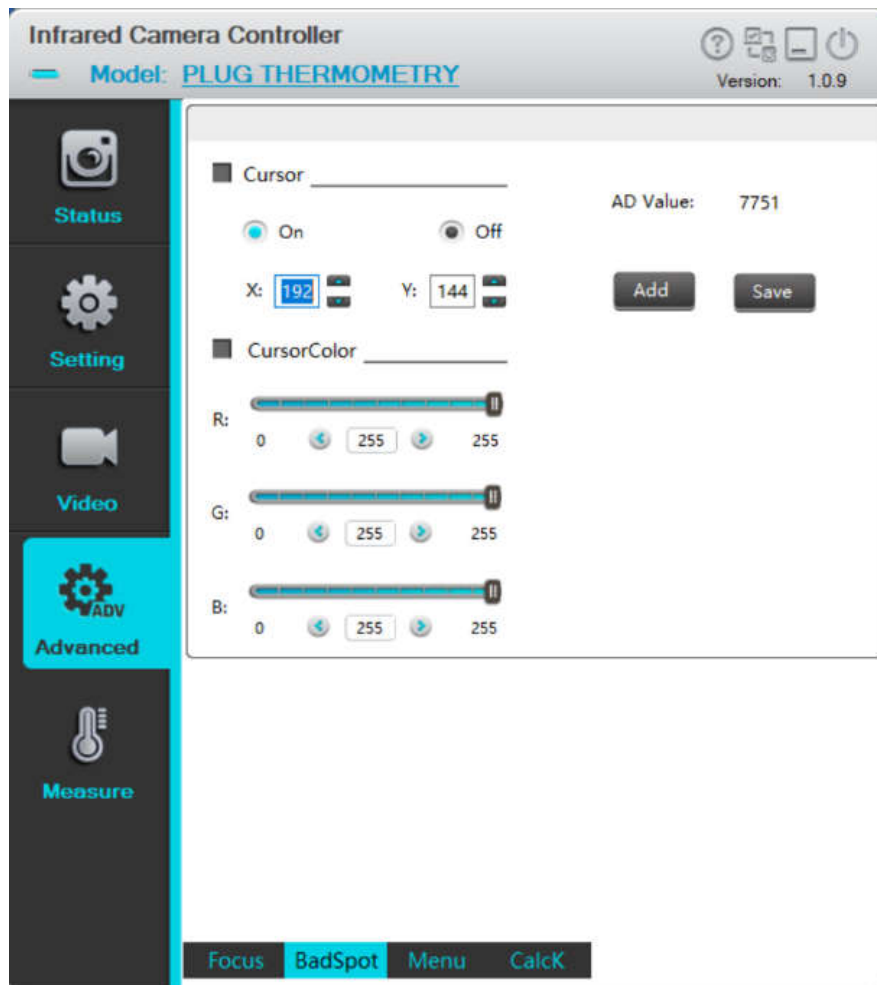 Infrared Camera Controller
Model: PLUG THERMOMETRY
Version: 1.0.9
Status
Setting
Video
ADV
Advanced
Measure
Cursor
On Off
X: 192 Y: 144
AD Value: 7751
Add Save
CursorColor
R:
0 255 255
G:
0 255 255
B:
0 255 255
Focus BadSpot Menu CalcK